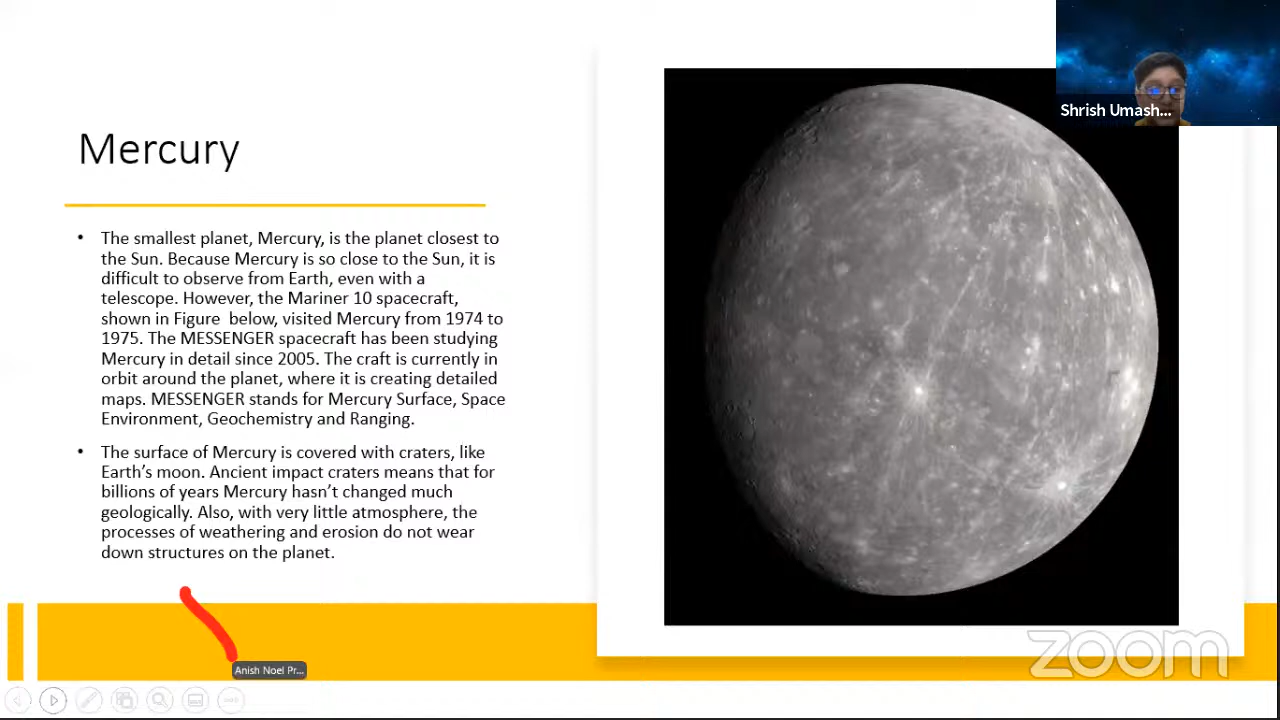 Shrish Umash...
Mercury
• The smallest planet, Mercury, is the planet closest to
the Sun. Because Mercury is so close to the Sun, it is
difficult to observe from Earth, even with a
telescope. However, the Mariner 10 spacecraft,
shown in Figure below, visited Mercury from 1974 to
1975. The MESSENGER spacecraft has been studying
Mercury in detail since 2005. The craft is currently in
orbit around the planet, where it is creating detailed
maps. MESSENGER stands for Mercury Surface, Space
Environment, Geochemistry and Ranging.
• The surface of Mercury is covered with craters, like
Earth’s moon. Ancient impact craters means that for
billions of years Mercury hasn’t changed much
geologically. Also, with very little atmosphere, the
processes of weathering and erosion do not wear
down structures on the planet.
Anish Noel Pr...
zoom